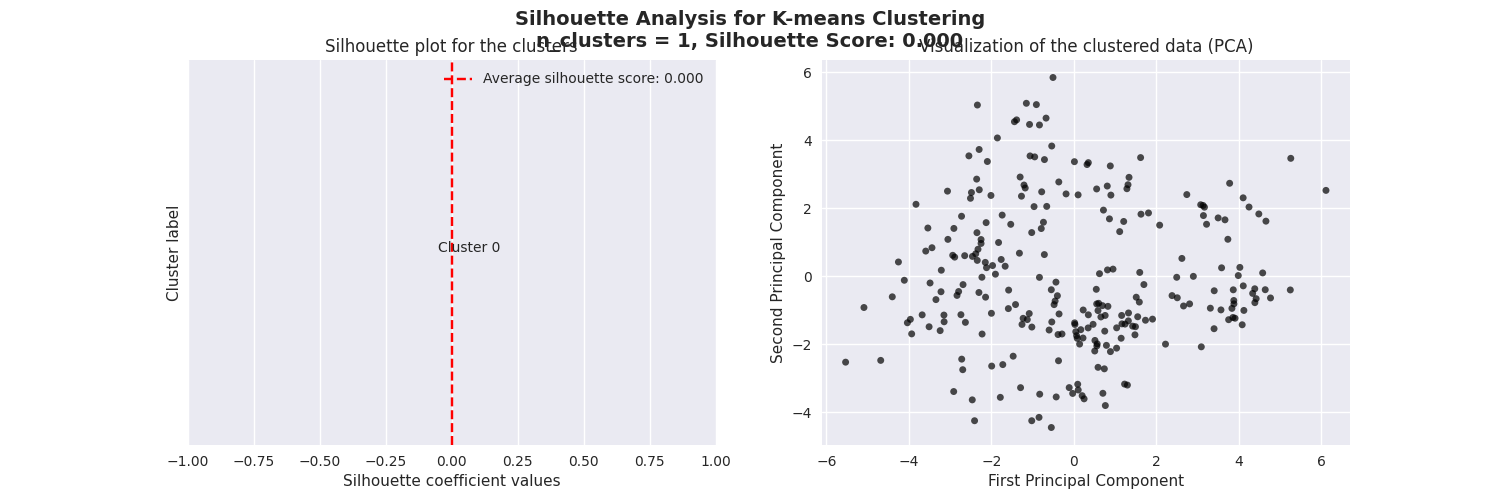 Silhouette Analysis for K-means Clustering
n_clusters = 1, Silhouette Score: 0.000
Silhouette plot for the clusters
Average silhouette score: 0.000
Cluster 0
Cluster label
−1.00 −0.75 −0.50 −0.25 0.00 0.25 0.50 0.75 1.00
Silhouette coefficient values
Visualization of the clustered data (PCA)
6
4
2
0
−2
−4
Second Principal Component
−6 −4 −2 0 2 4 6
First Principal Component